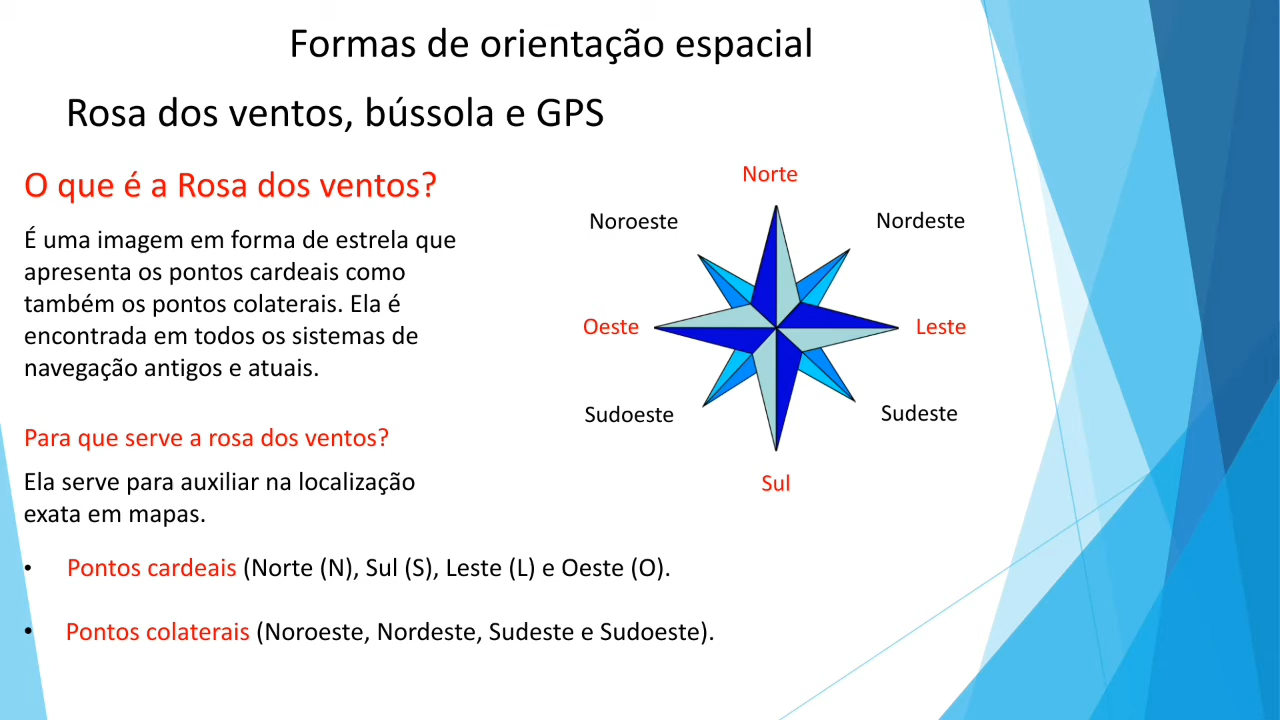 Formas de orientação espacial
Rosa dos ventos, bússola e GPS
O que é a Rosa dos ventos?
É uma imagem em forma de estrela que
apresenta os pontos cardeais como
também os pontos colaterais. Ela é
encontrada em todos os sistemas de
navegação antigos e atuais.
Para que serve a rosa dos ventos?
Ela serve para auxiliar na localização
exata em mapas.
• Pontos cardeais (Norte (N), Sul (S), Leste (L) e Oeste (O).
• Pontos colaterais (Noroeste, Nordeste, Sudeste e Sudoeste).
Norte
Noroeste
Nordeste
Oeste
Leste
Sudoeste
Sudeste
Sul